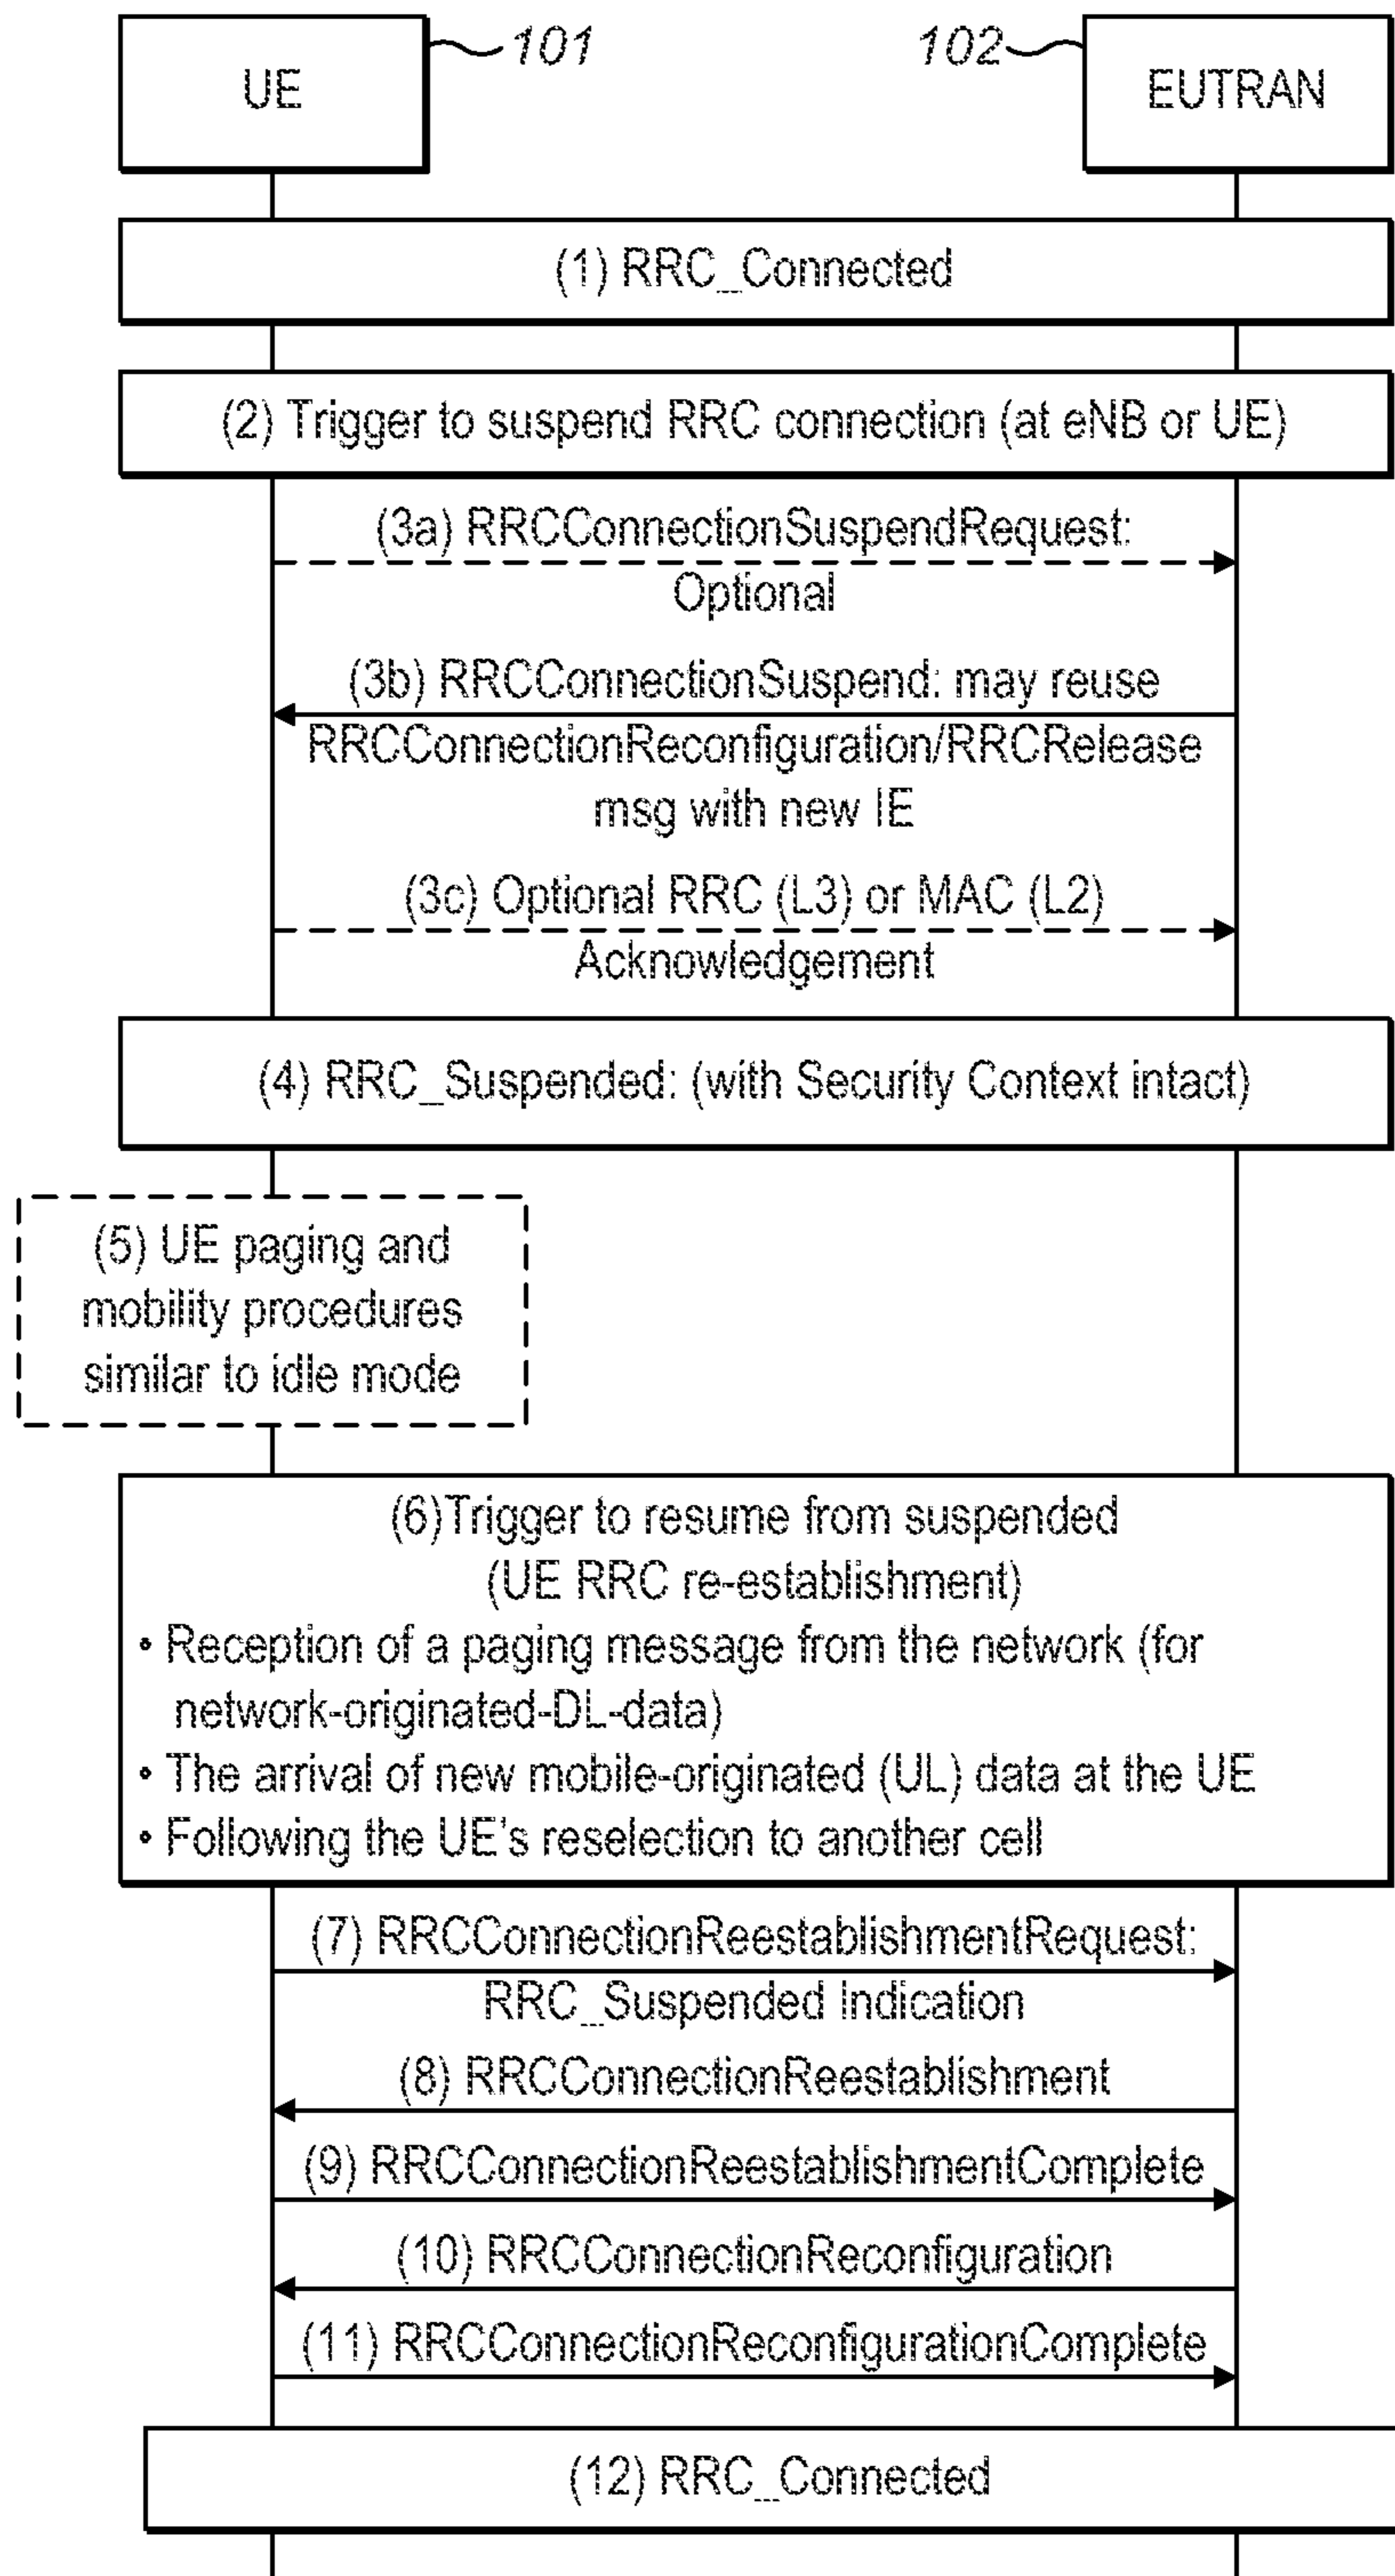 UE
101
102
EUTRAN
(1) RRC_Connected
(2) Trigger to suspend RRC connection (at eNB or UE)
(3a) RRCConnectionSuspendRequest:
Optional
(3b) RRCConnectionSuspend: may reuse
RRCConnectionReconfiguration/RRCRelease
msg with new IE
(3c) Optional RRC (L3) or MAC (L2)
Acknowledgement
(4) RRC_Suspended: (with Security Context intact)
(5) UE paging and
mobility procedures
similar to idle mode
(6)Trigger to resume from suspended
(UE RRC re-establishment)
• Reception of a paging message from the network (for
network-originated-DL-data)
• The arrival of new mobile-originated (UL) data at the UE
• Following the UE's reselection to another cell
(7) RRCConnectionReestablishmentRequest:
RRC_Suspended Indication
(8) RRCConnectionReestablishment
(9) RRCConnectionReestablishmentComplete
(10) RRCConnectionReconfiguration
(11) RRCConnectionReconfigurationComplete
(12) RRC_Connected